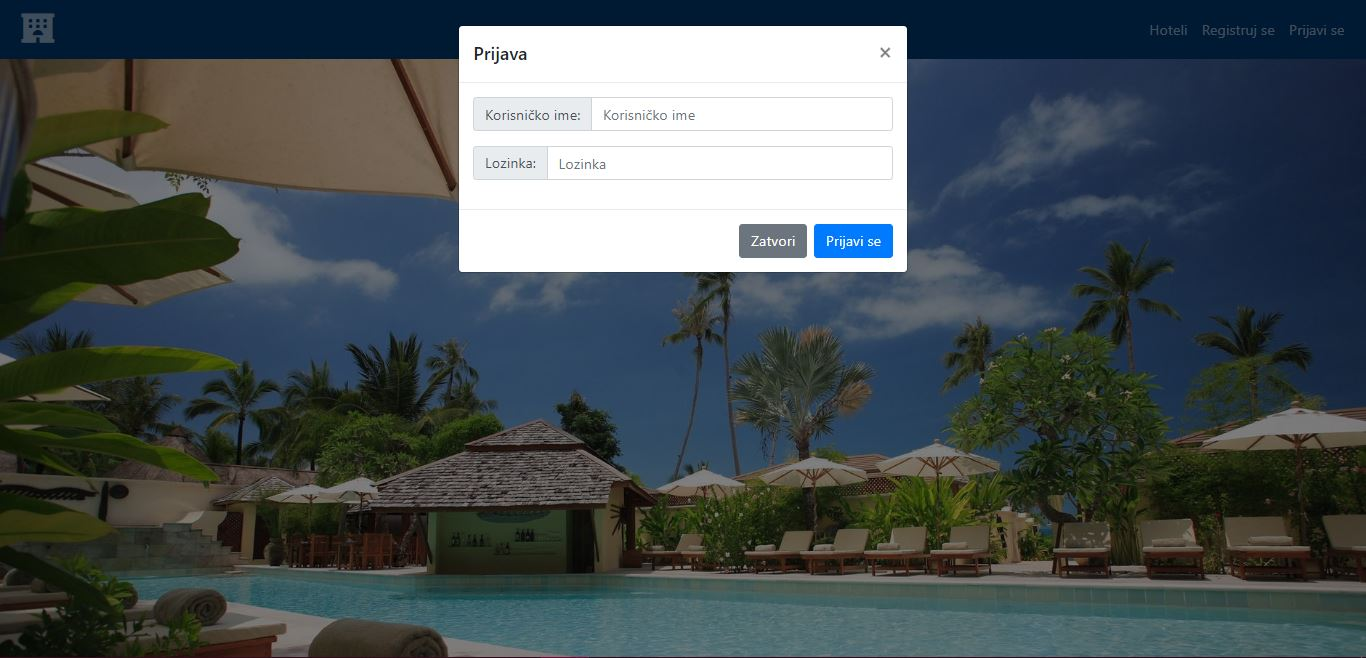 Hoteli Registruj se Prijavi se
Prijava ×
Korisničko ime: Korisničko ime
Lozinka: Lozinka
Zatvori Prijavi se